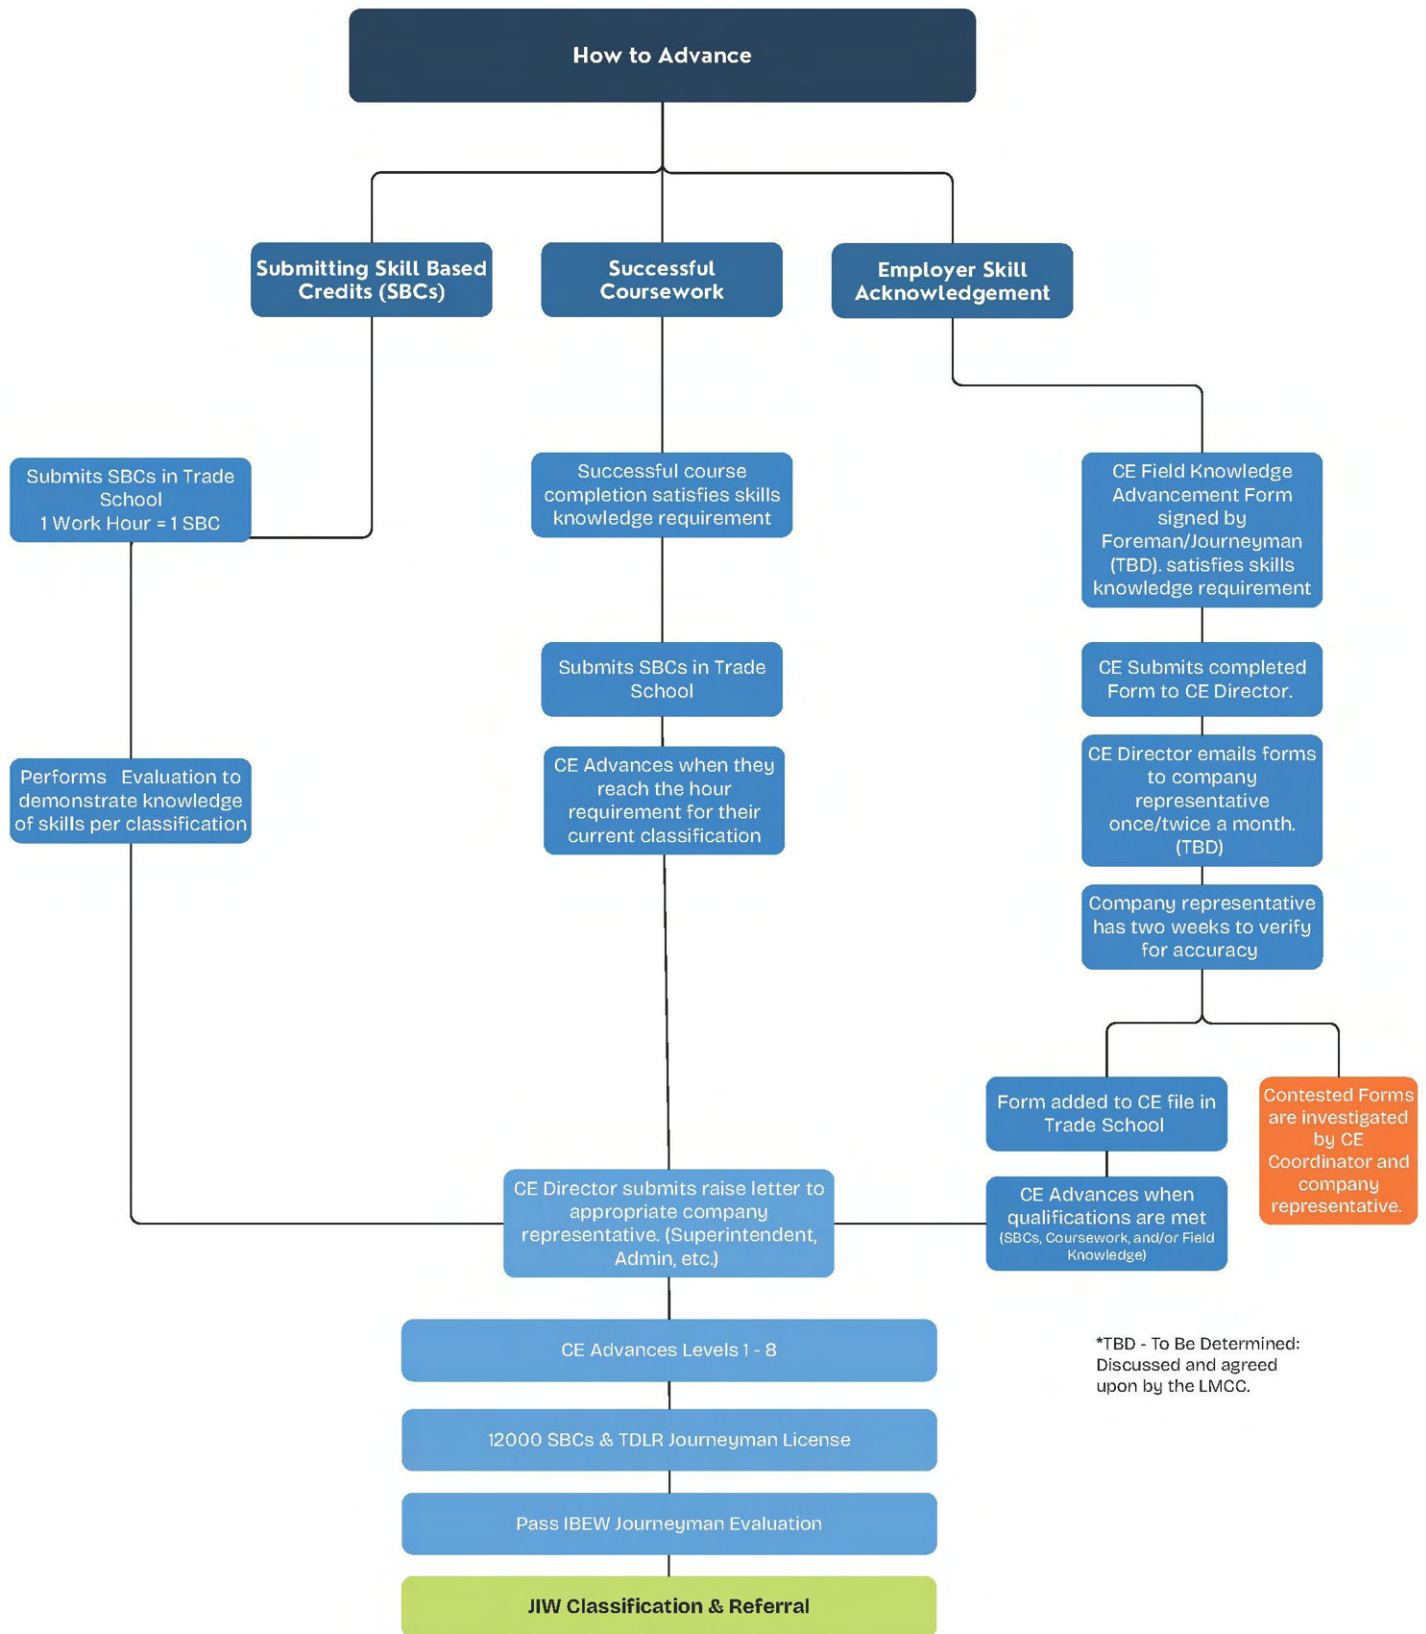 How to Advance
Submitting Skill Based
Credits (SBCs)
Successful
Coursework
Employer Skill
Acknowledgement
Submits SBCs in Trade
School
1 Work Hour = 1 SBC
Performs Evaluation to
demonstrate knowledge
of skills per classification
Successful course
completion satisfies skills
knowledge requirement
Submits SBCs in Trade
School
CE Advances when they
reach the hour
requirement for their
current classification
CE Field Knowledge
Advancement Form
signed by
Foreman/Journeyman
(TBD). satisfies skills
knowledge requirement
CE Submits completed
Form to CE Director.
CE Director emails forms
to company
representative
once/twice a month.
(TBD)
Company representative
has two weeks to verify
for accuracy
Form added to CE file in
Trade School
CE Advances when
qualifications are met
(SBCs, Coursework, and/or Field
Knowledge)
Contested Forms
are investigated
by CE
Coordinator and
company
representative.
CE Director submits raise letter to
appropriate company
representative. (Superintendent,
Admin, etc.)
CE Advances Levels 1 - 8
12000 SBCs & TDLR Journeyman License
Pass IBEW Journeyman Evaluation
JIW Classification & Referral
*TBD - To Be Determined:
Discussed and agreed
upon by the LMCC.